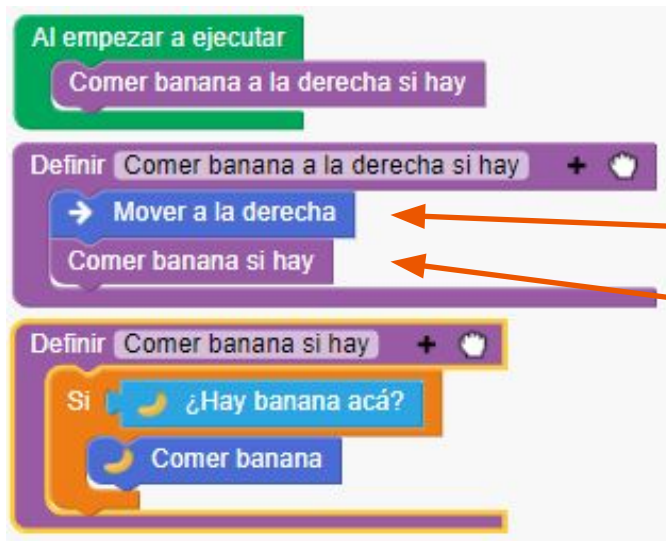 Al empezar a ejecutar
Comer banana a la derecha si hay
Definir Comer banana a la derecha si hay +
Mover a la derecha
Comer banana si hay
Definir Comer banana si hay +
Si ¿Hay banana acá?
Comer banana